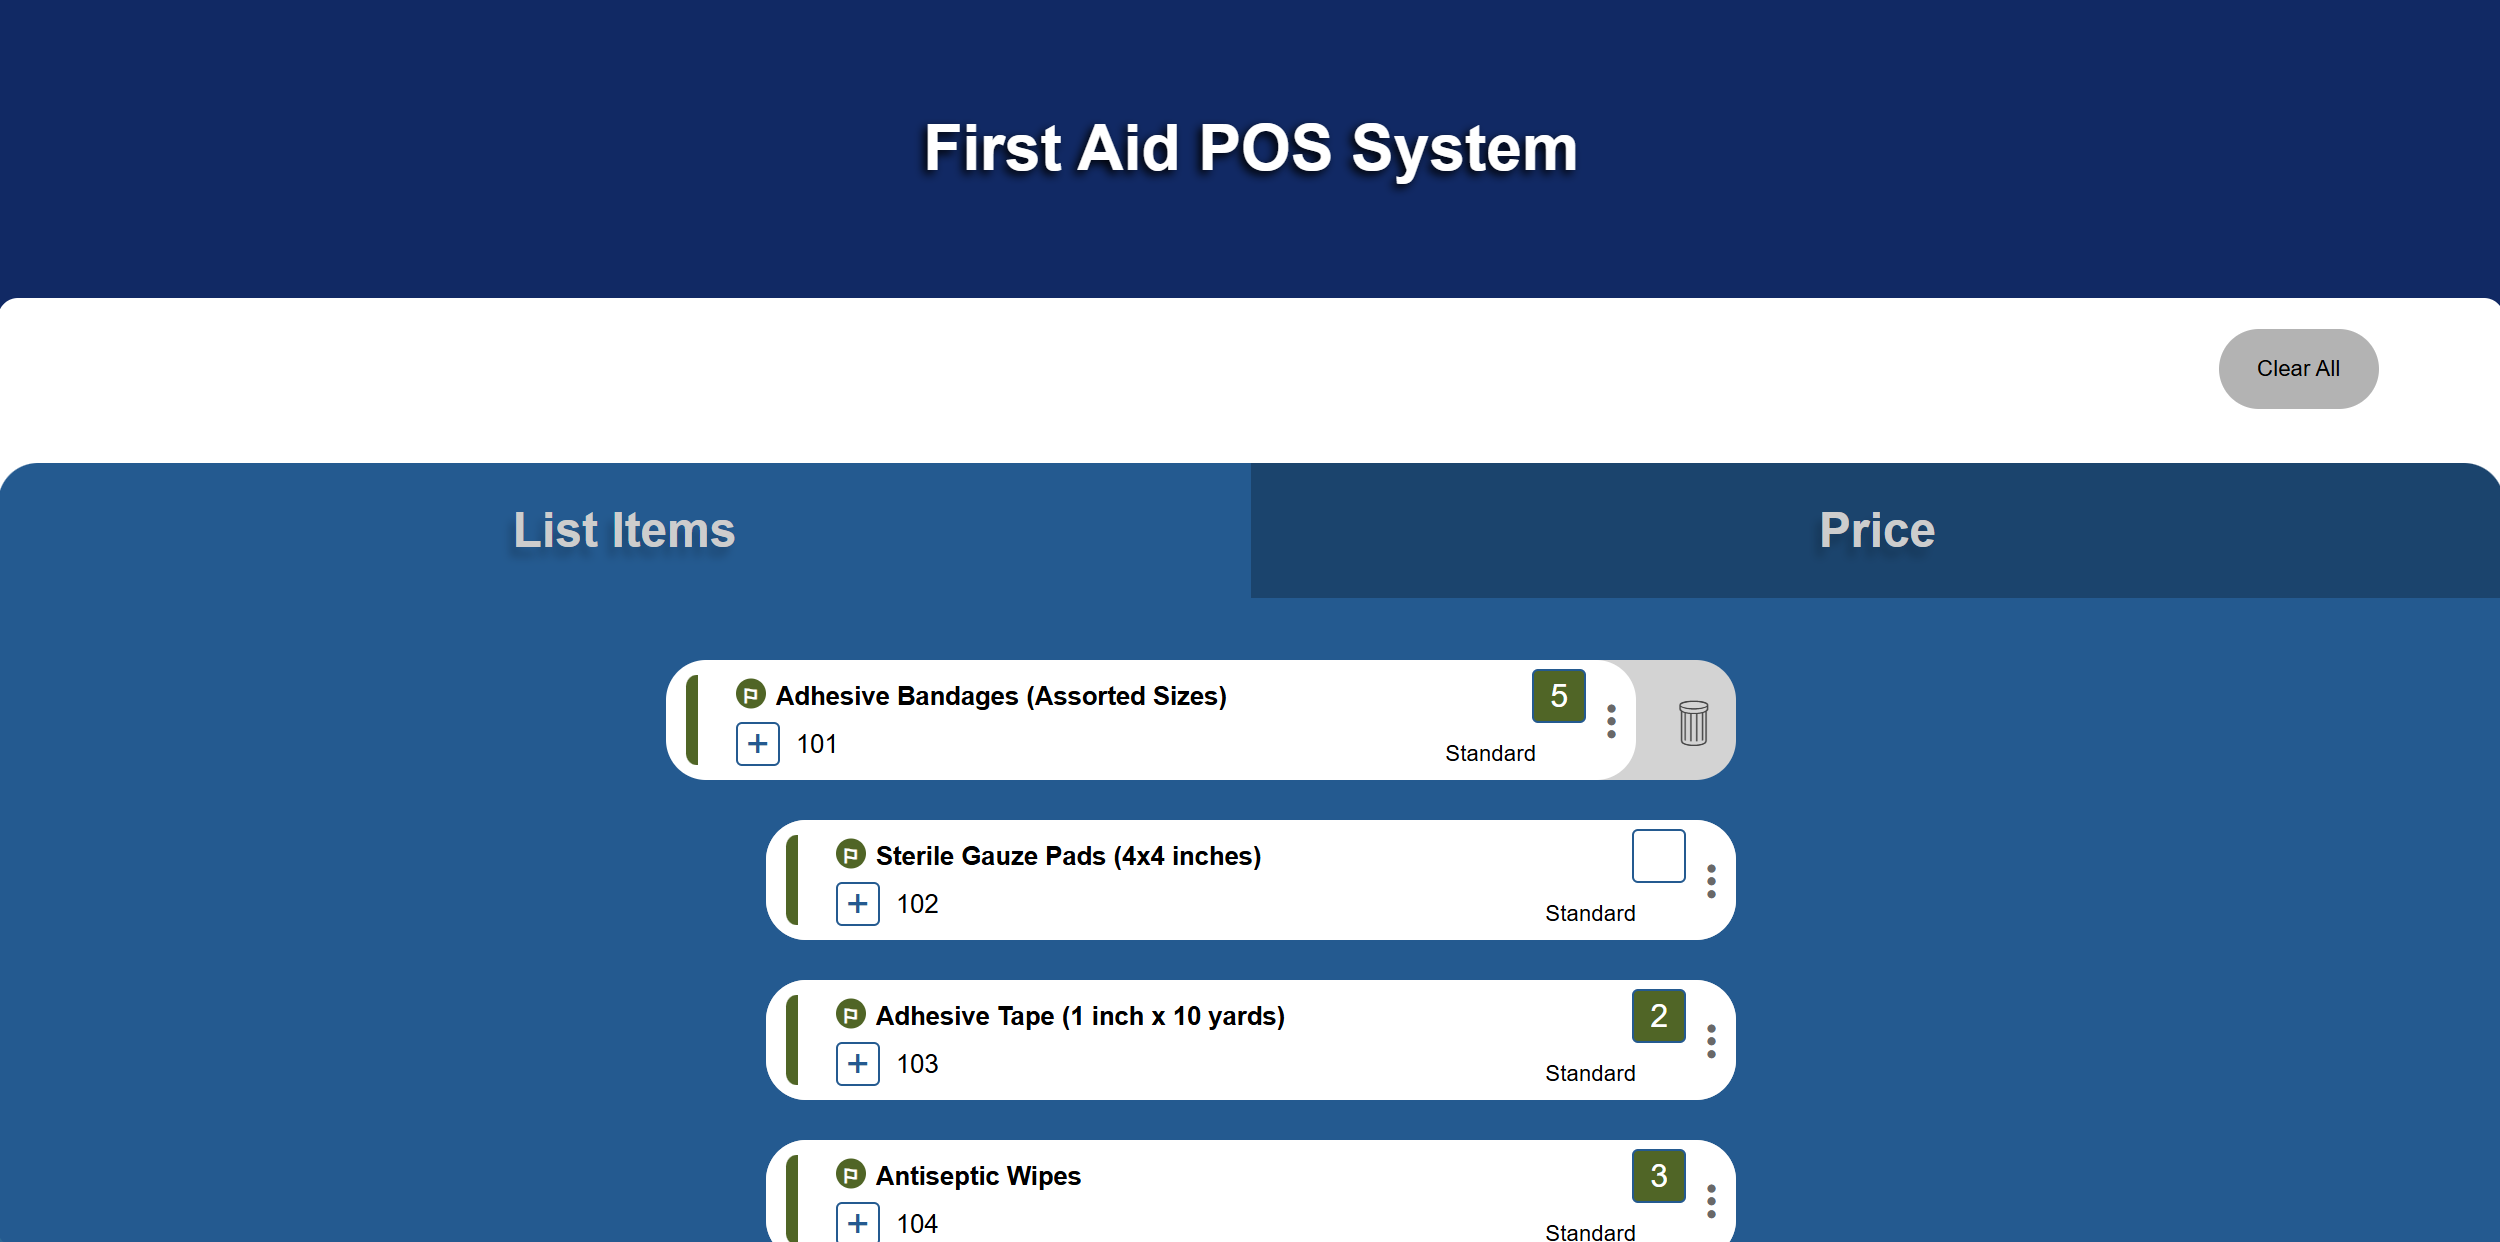 First Aid POS System
Clear All
List Items
Price
Adhesive Bandages (Assorted Sizes)
5
+ 101
Standard
Sterile Gauze Pads (4x4 inches)
+ 102
Standard
Adhesive Tape (1 inch x 10 yards)
2
+ 103
Standard
Antiseptic Wipes
3
+ 104
Standard